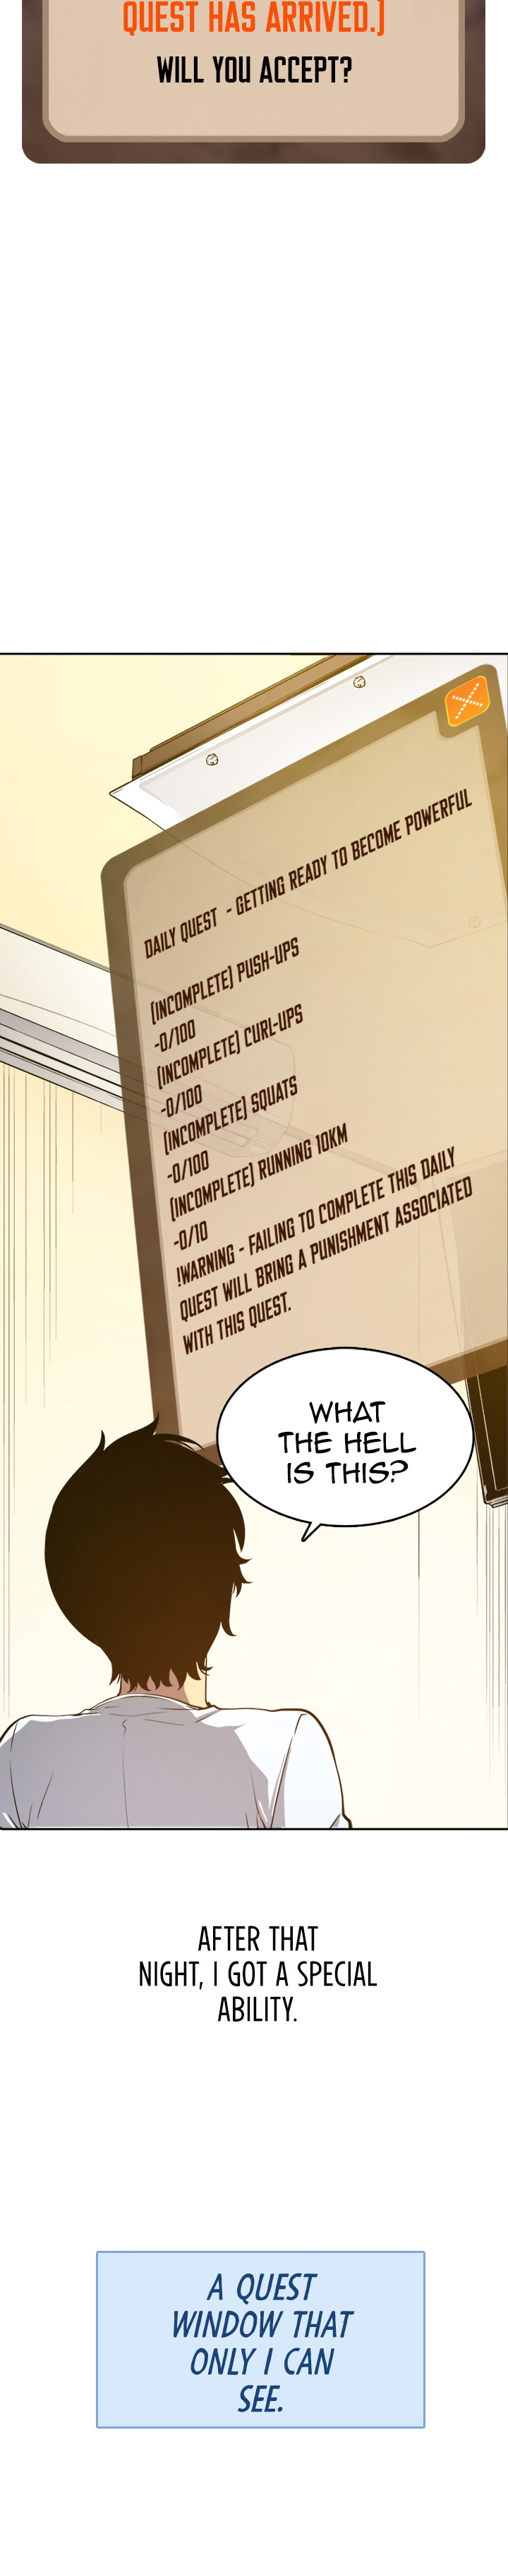 QUEST HAS ARRIVED.]
WILL YOU ACCEPT?
DAILY QUEST - GETTING READY TO BECOME POWERFUL
[INCOMPLETE] PUSH-UPS
-0/100
[INCOMPLETE] CURL-UPS
-0/100
[INCOMPLETE] SQUATS
-0/100
[INCOMPLETE] RUNNING 10KM
-0/10
!WARNING - FAILING TO COMPLETE THIS DAILY
QUEST WILL BRING A PUNISHMENT ASSOCIATED
WITH THIS QUEST.
WHAT
THE HELL
IS THIS?
AFTER THAT
NIGHT, I GOT A SPECIAL
ABILITY.
A QUEST
WINDOW THAT
ONLY I CAN
SEE.